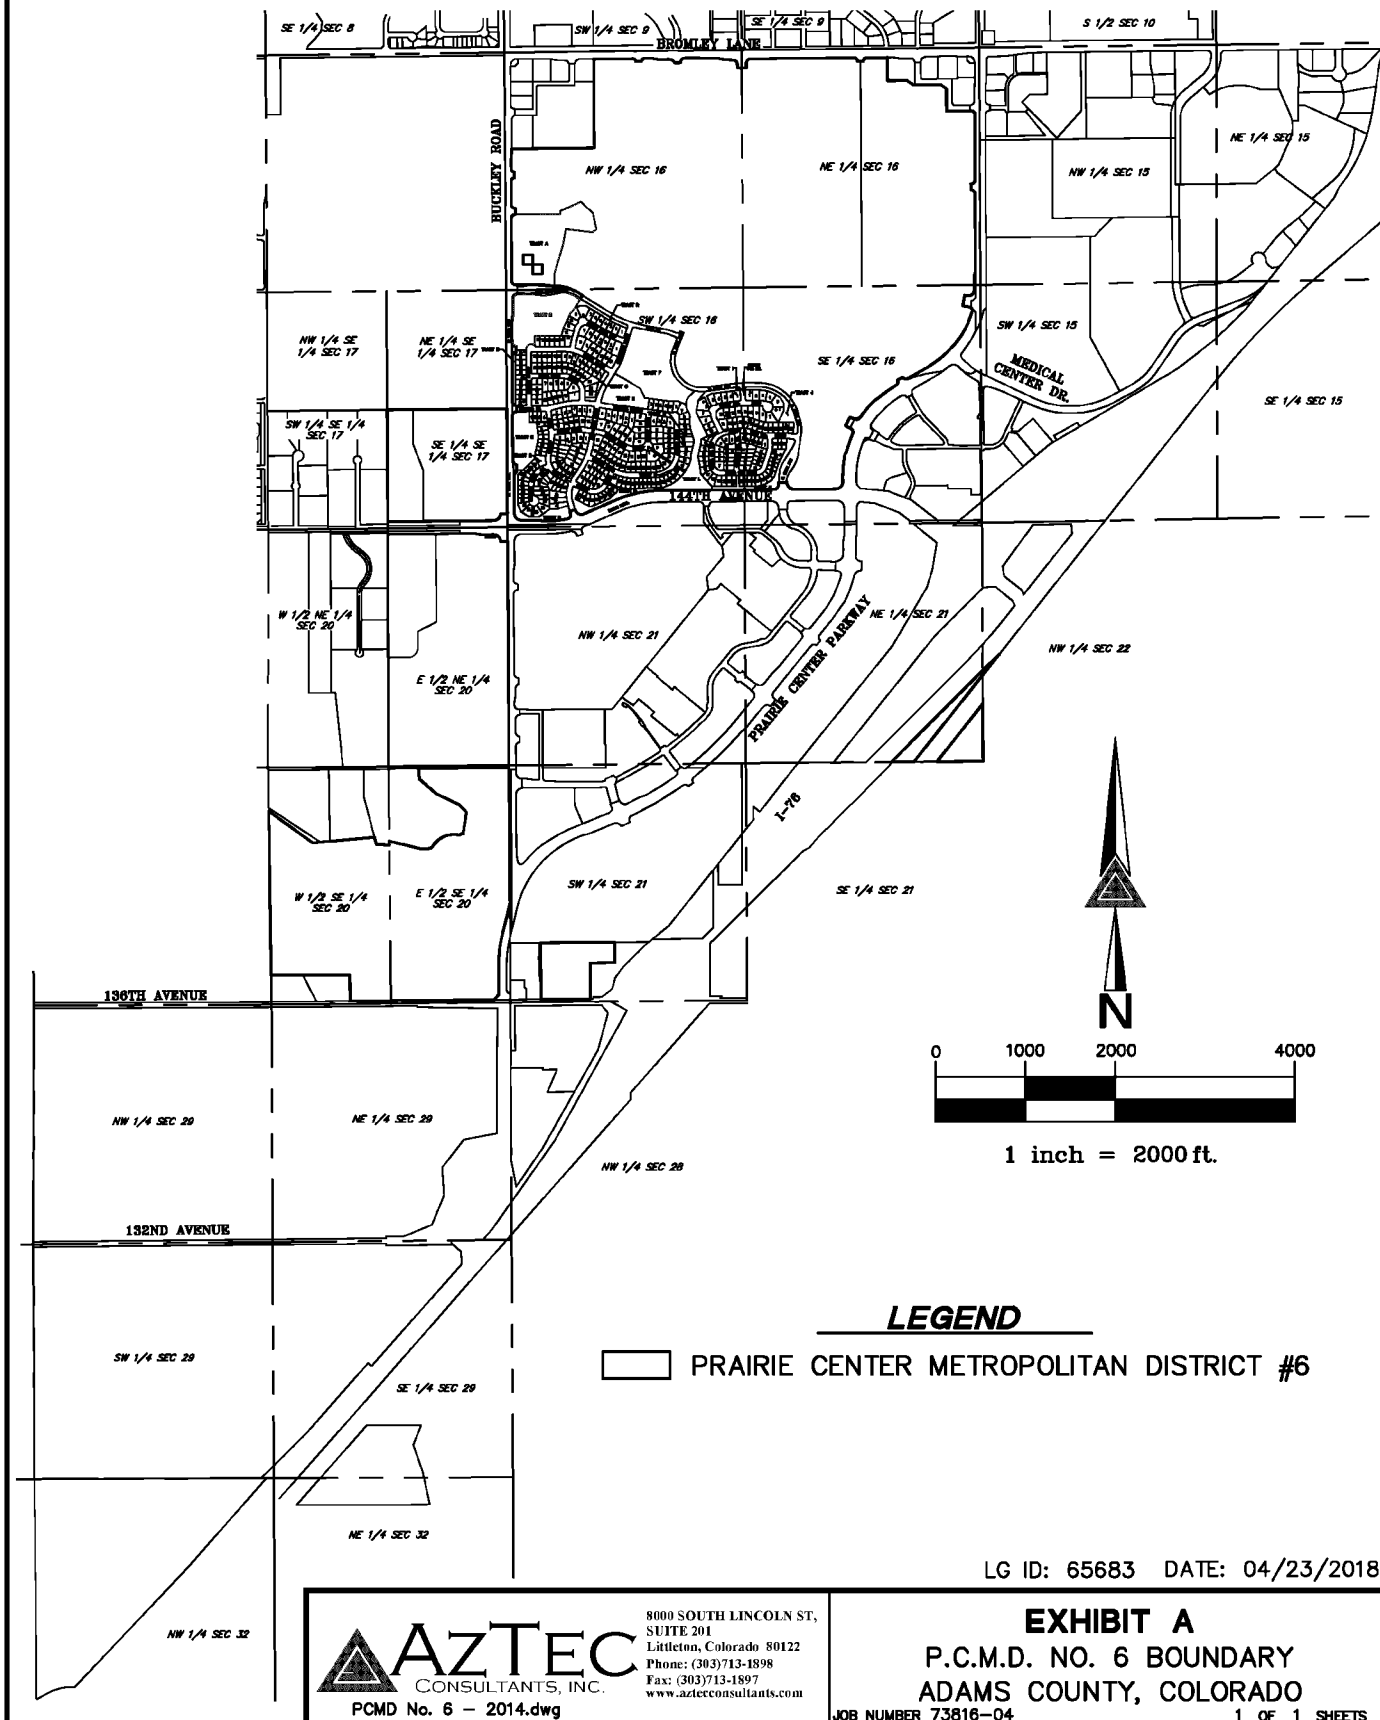 SE 1/4 SEC 8
SW 1/4 SEC 9
SE 1/4 SEC 9
S 1/2 SEC 10
BROMLEY LANE
BUCKLEY ROAD
NW 1/4 SEC 16
NE 1/4 SEC 16
NW 1/4 SEC 15
NE 1/4 SEC 15
TRACT A
SW 1/4 SEC 16
SE 1/4 SEC 16
SW 1/4 SEC 15
SE 1/4 SEC 15
MEDICAL
CENTER DR.
NW 1/4 SE
1/4 SEC 17
NE 1/4 SE
1/4 SEC 17
SW 1/4 SE 1/4
SEC 17
SE 1/4 SE
1/4 SEC 17
144TH AVENUE
W 1/2 NE 1/4
SEC 20
E 1/2 NE 1/4
SEC 20
NW 1/4 SEC 21
NE 1/4 SEC 21
NW 1/4 SEC 22
PRAIRIE CENTER PARKWAY
I-76
W 1/2 SE 1/4
SEC 20
E 1/2 SE 1/4
SEC 20
SW 1/4 SEC 21
SE 1/4 SEC 21
136TH AVENUE
N
0 1000 2000 4000
1 inch = 2000 ft.
NW 1/4 SEC 29
NE 1/4 SEC 29
NW 1/4 SEC 28
132ND AVENUE
SW 1/4 SEC 29
SE 1/4 SEC 29
LEGEND
PRAIRIE CENTER METROPOLITAN DISTRICT #6
NE 1/4 SEC 32
NW 1/4 SEC 32
LG ID: 65683 DATE: 04/23/2018
AZTEC
CONSULTANTS, INC.
PCMD No. 6 - 2014.dwg
8000 SOUTH LINCOLN ST,
SUITE 201
Littleton, Colorado 80122
Phone: (303)713-1898
Fax: (303)713-1897
www.aztecconsultants.com
EXHIBIT A
P.C.M.D. NO. 6 BOUNDARY
ADAMS COUNTY, COLORADO
JOB NUMBER 73816-04
1 OF 1 SHEETS